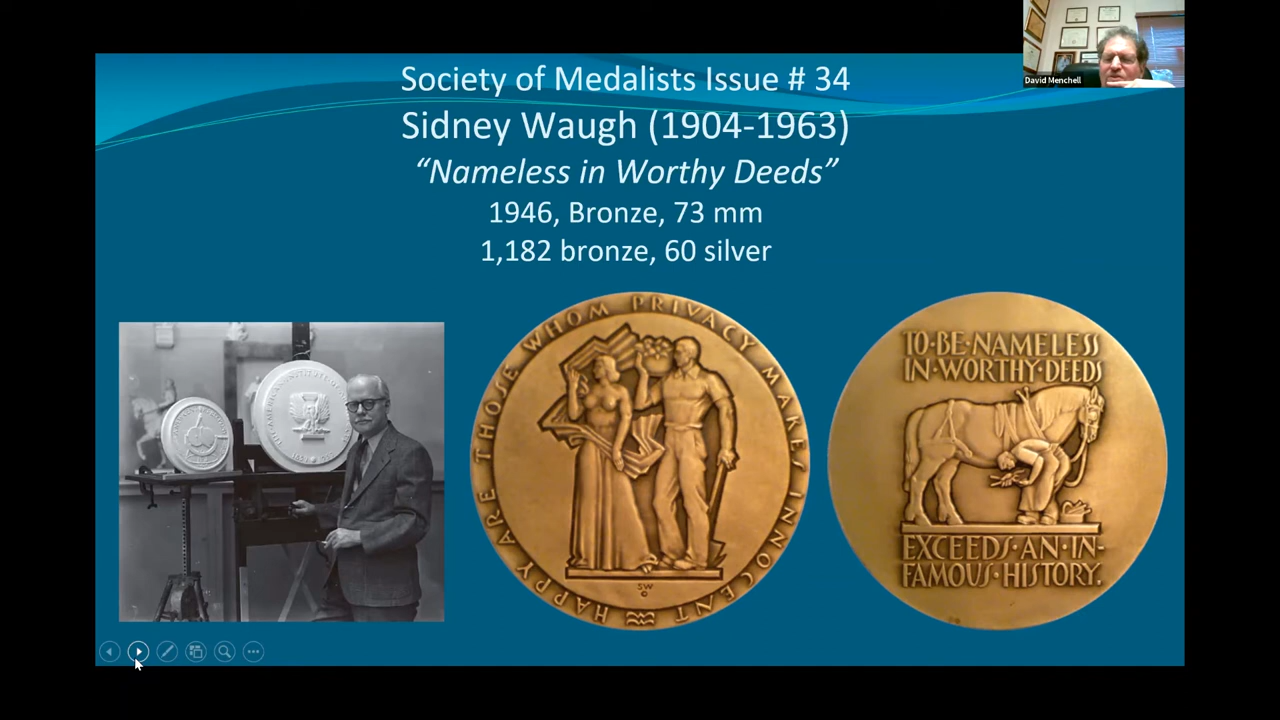 Society of Medalists Issue # 34
Sidney Waugh (1904-1963)
“Nameless in Worthy Deeds”
1946, Bronze, 73 mm
1,182 bronze, 60 silver
David Menchell
HAPPY ARE THOSE WHOM PRIVACY MAKES INNOCENT
SW
©
TO·BE·NAMELESS
IN·WORTHY·DEEDS
EXCEEDS·AN·IN-
FAMOUS·HISTORY.